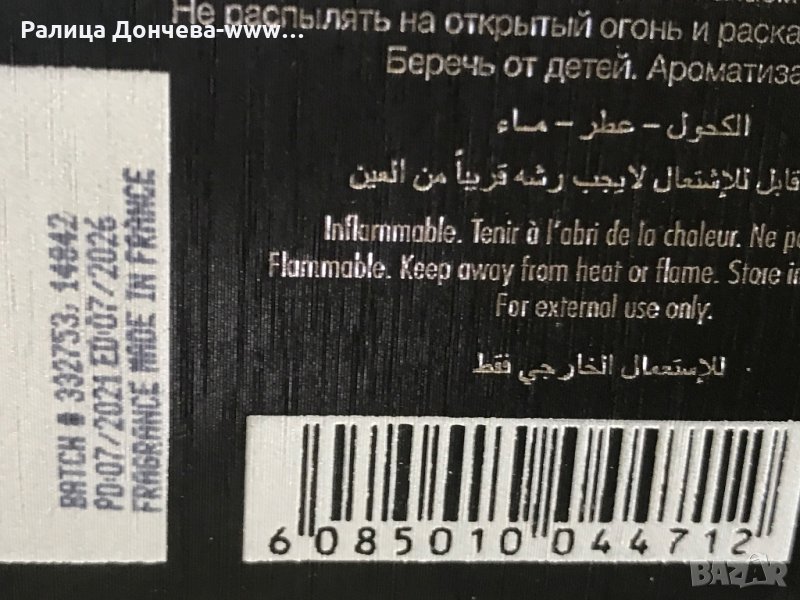 Ралица Дончева-www...
Не распылять на открытый огонь и раска
Беречь от детей. Ароматиза
الكحول - عطر - مساء
قابل للإشتعال لايجب رشه قريباً من العين
Inflammable. Tenir à l'abri de la chaleur. Ne p
Flammable. Keep away from heat or flame. Store in
For external use only.
للإستعمال الخارجي فقط
BATCH # 332753, 14842
PD:07/2021 ED:07/2026
FRAGRANCE MADE IN FRANCE
6 085010 044712
BAZAR